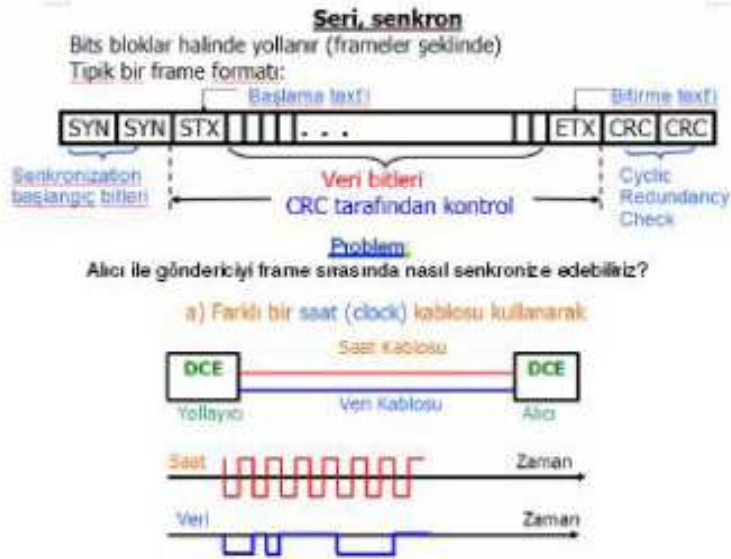 Seri, senkron
Bits bloklar halinde yollanır (frameler şeklinde)
Tipik bir frame formatı:
Başlama text'i Bitirme text'i
SYN SYN STX . . . ETX CRC CRC
Senkronization
başlangıç bitleri
Veri bitleri
CRC tarafından kontrol
Cyclic
Redundancy
Check
Problem:
Alıcı ile göndericiyi frame sırasında nasıl senkronize edebiliriz?
a) Farklı bir saat (clock) kablosu kullanarak
Saat Kablosu
DCE DCE
Veri Kablosu
Yollayıcı Alıcı
Saat Zaman
Veri Zaman